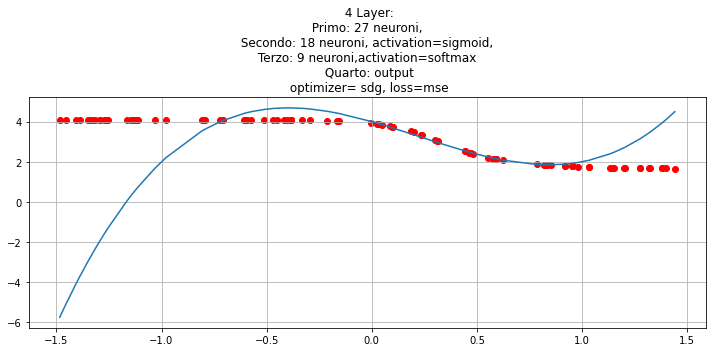 4 Layer:
Primo: 27 neuroni,
Secondo: 18 neuroni, activation=sigmoid,
Terzo: 9 neuroni,activation=softmax
Quarto: output
optimizer= sdg, loss=mse
4
2
0
−2
−4
−6
−1.5 −1.0 −0.5 0.0 0.5 1.0 1.5